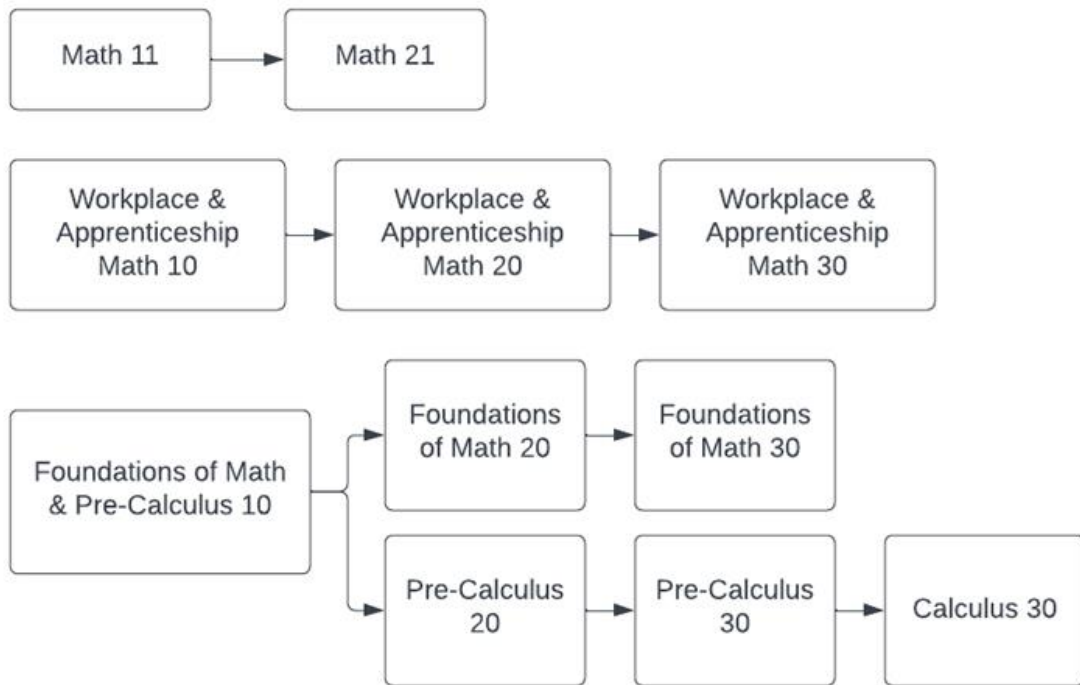 Math 11
Math 21
Workplace &
Apprenticeship
Math 10
Workplace &
Apprenticeship
Math 20
Workplace &
Apprenticeship
Math 30
Foundations of Math
& Pre-Calculus 10
Foundations
of Math 20
Foundations
of Math 30
Pre-Calculus
20
Pre-Calculus
30
Calculus 30